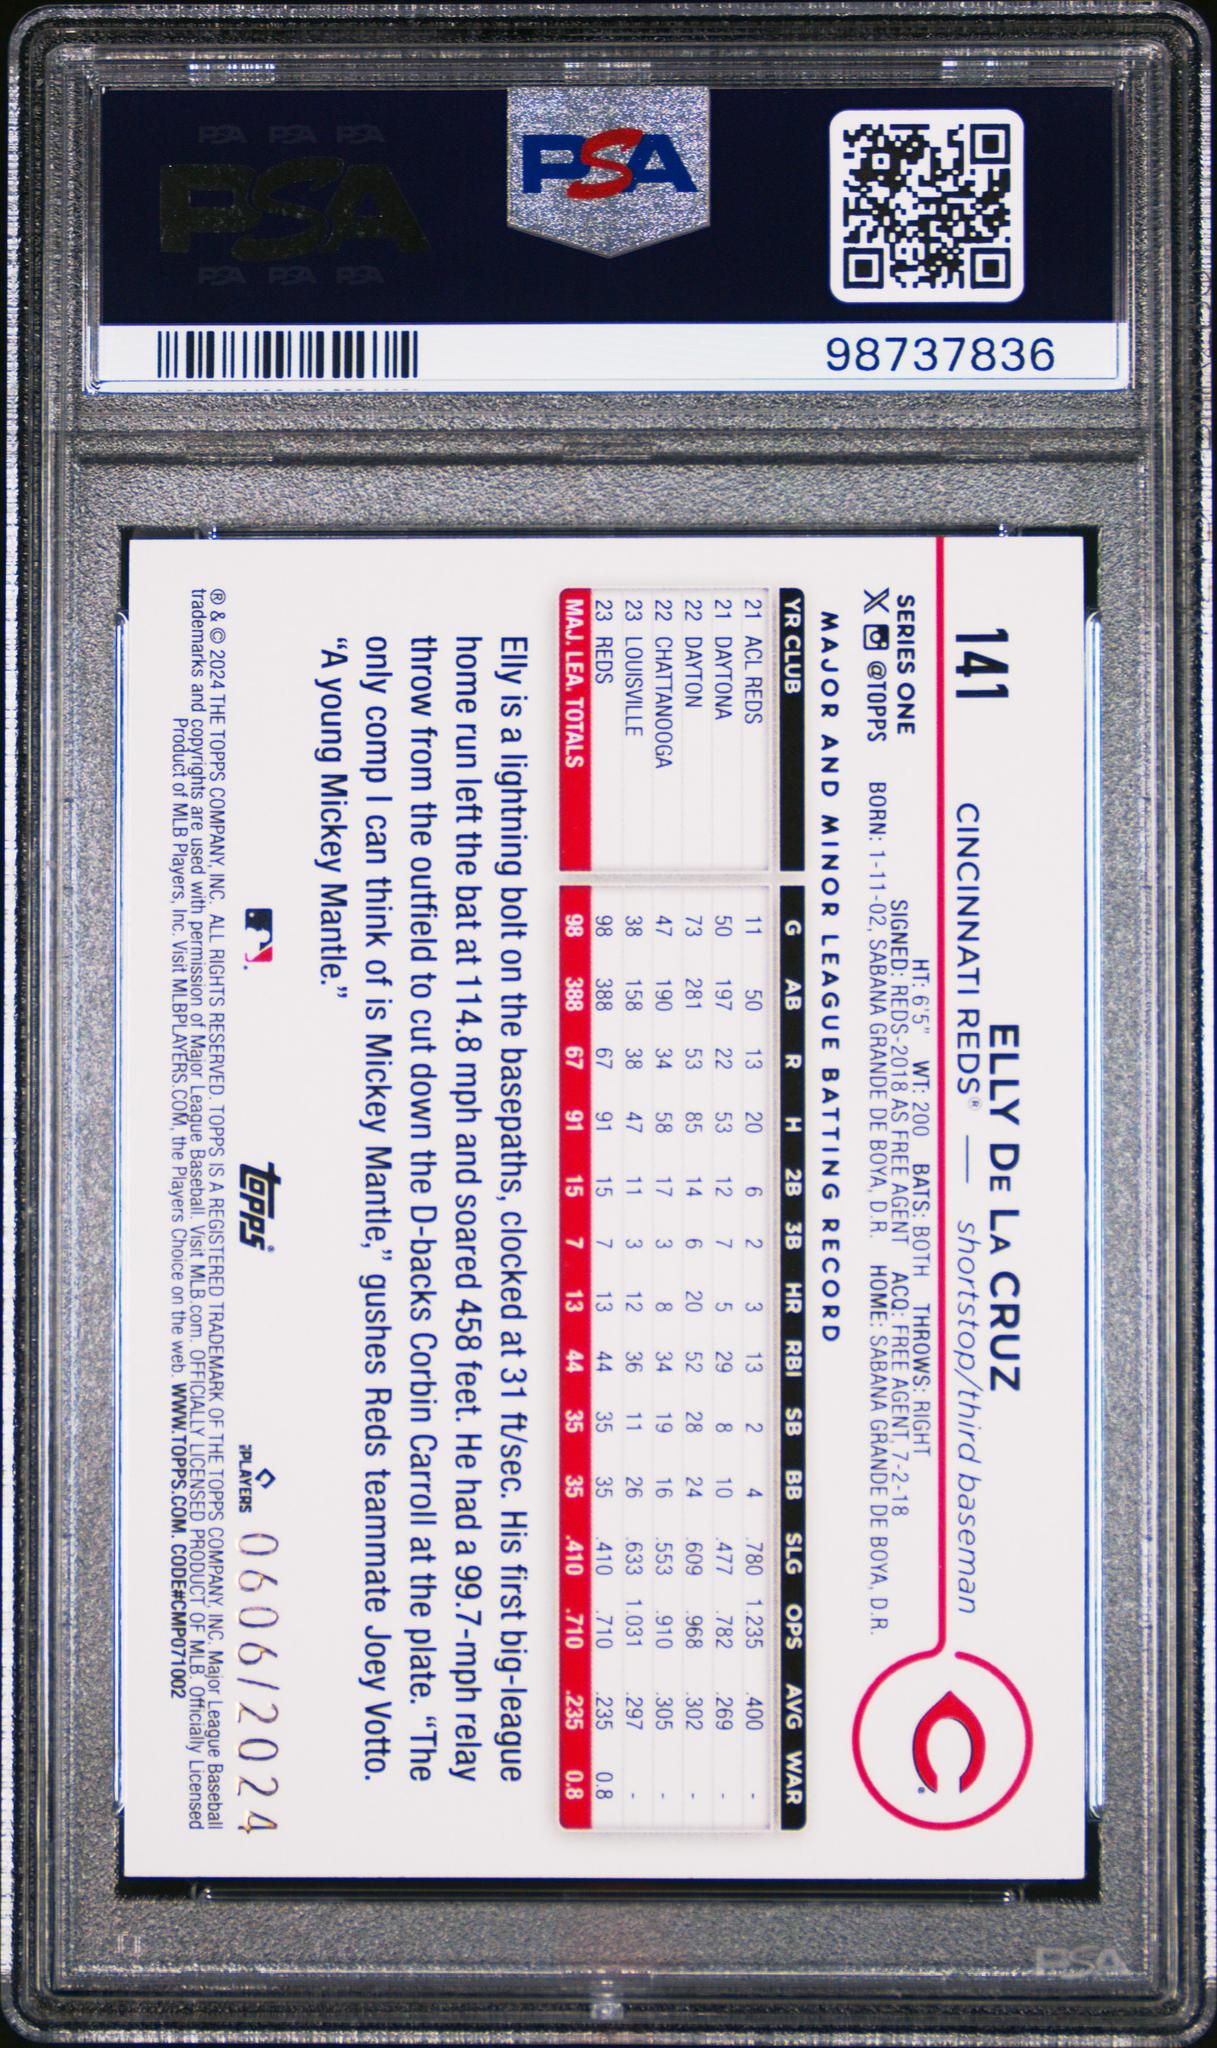 PSA PSA PSA
PSA
PSA PSA PSA
PSA
98737836
141
ELLY DE LA CRUZ
CINCINNATI REDS® — shortstop/third baseman
SERIES ONE
X @TOPPS
HT: 6'5" WT: 200 BATS: BOTH THROWS: RIGHT
SIGNED: REDS-2018 AS FREE AGENT ACQ: FREE AGENT, 7-2-18
BORN: 1-11-02, SABANA GRANDE DE BOYA, D.R. HOME: SABANA GRANDE DE BOYA, D.R.
C
MAJOR AND MINOR LEAGUE BATTING RECORD
YR CLUB G AB R H 2B 3B HR RBI SB BB SLG OPS AVG WAR
21 ACL REDS 11 50 13 20 6 2 3 13 2 4 .780 1.235 .400 -
21 DAYTONA 50 197 22 53 12 7 5 29 8 10 .477 .782 .269 -
22 DAYTON 73 281 53 85 14 6 20 52 28 24 .609 .968 .302 -
22 CHATTANOOGA 47 190 34 58 17 3 8 34 19 16 .553 .910 .305 -
23 LOUISVILLE 38 158 38 47 11 3 12 36 11 26 .633 1.031 .297 -
23 REDS 98 388 67 91 15 7 13 44 35 35 .410 .710 .235 0.8
MAJ. LEA. TOTALS 98 388 67 91 15 7 13 44 35 35 .410 .710 .235 0.8
Elly is a lightning bolt on the basepaths, clocked at 31 ft/sec. His first big-league
home run left the bat at 114.8 mph and soared 458 feet. He had a 99.7-mph relay
throw from the outfield to cut down the D-backs Corbin Carroll at the plate. “The
only comp I can think of is Mickey Mantle,” gushes Reds teammate Joey Votto.
“A young Mickey Mantle.”
topps®
PLAYERS
0606/2024
® & © 2024 THE TOPPS COMPANY, INC. ALL RIGHTS RESERVED. TOPPS IS A REGISTERED TRADEMARK OF THE TOPPS COMPANY, INC. Major League Baseball
trademarks and copyrights are used with permission of Major League Baseball. Visit MLB.com. OFFICIALLY LICENSED PRODUCT OF MLB. Officially Licensed
Product of MLB Players, Inc. Visit MLBPLAYERS.COM, the Players Choice on the web. WWW.TOPPS.COM. CODE#CMP071002
PSA